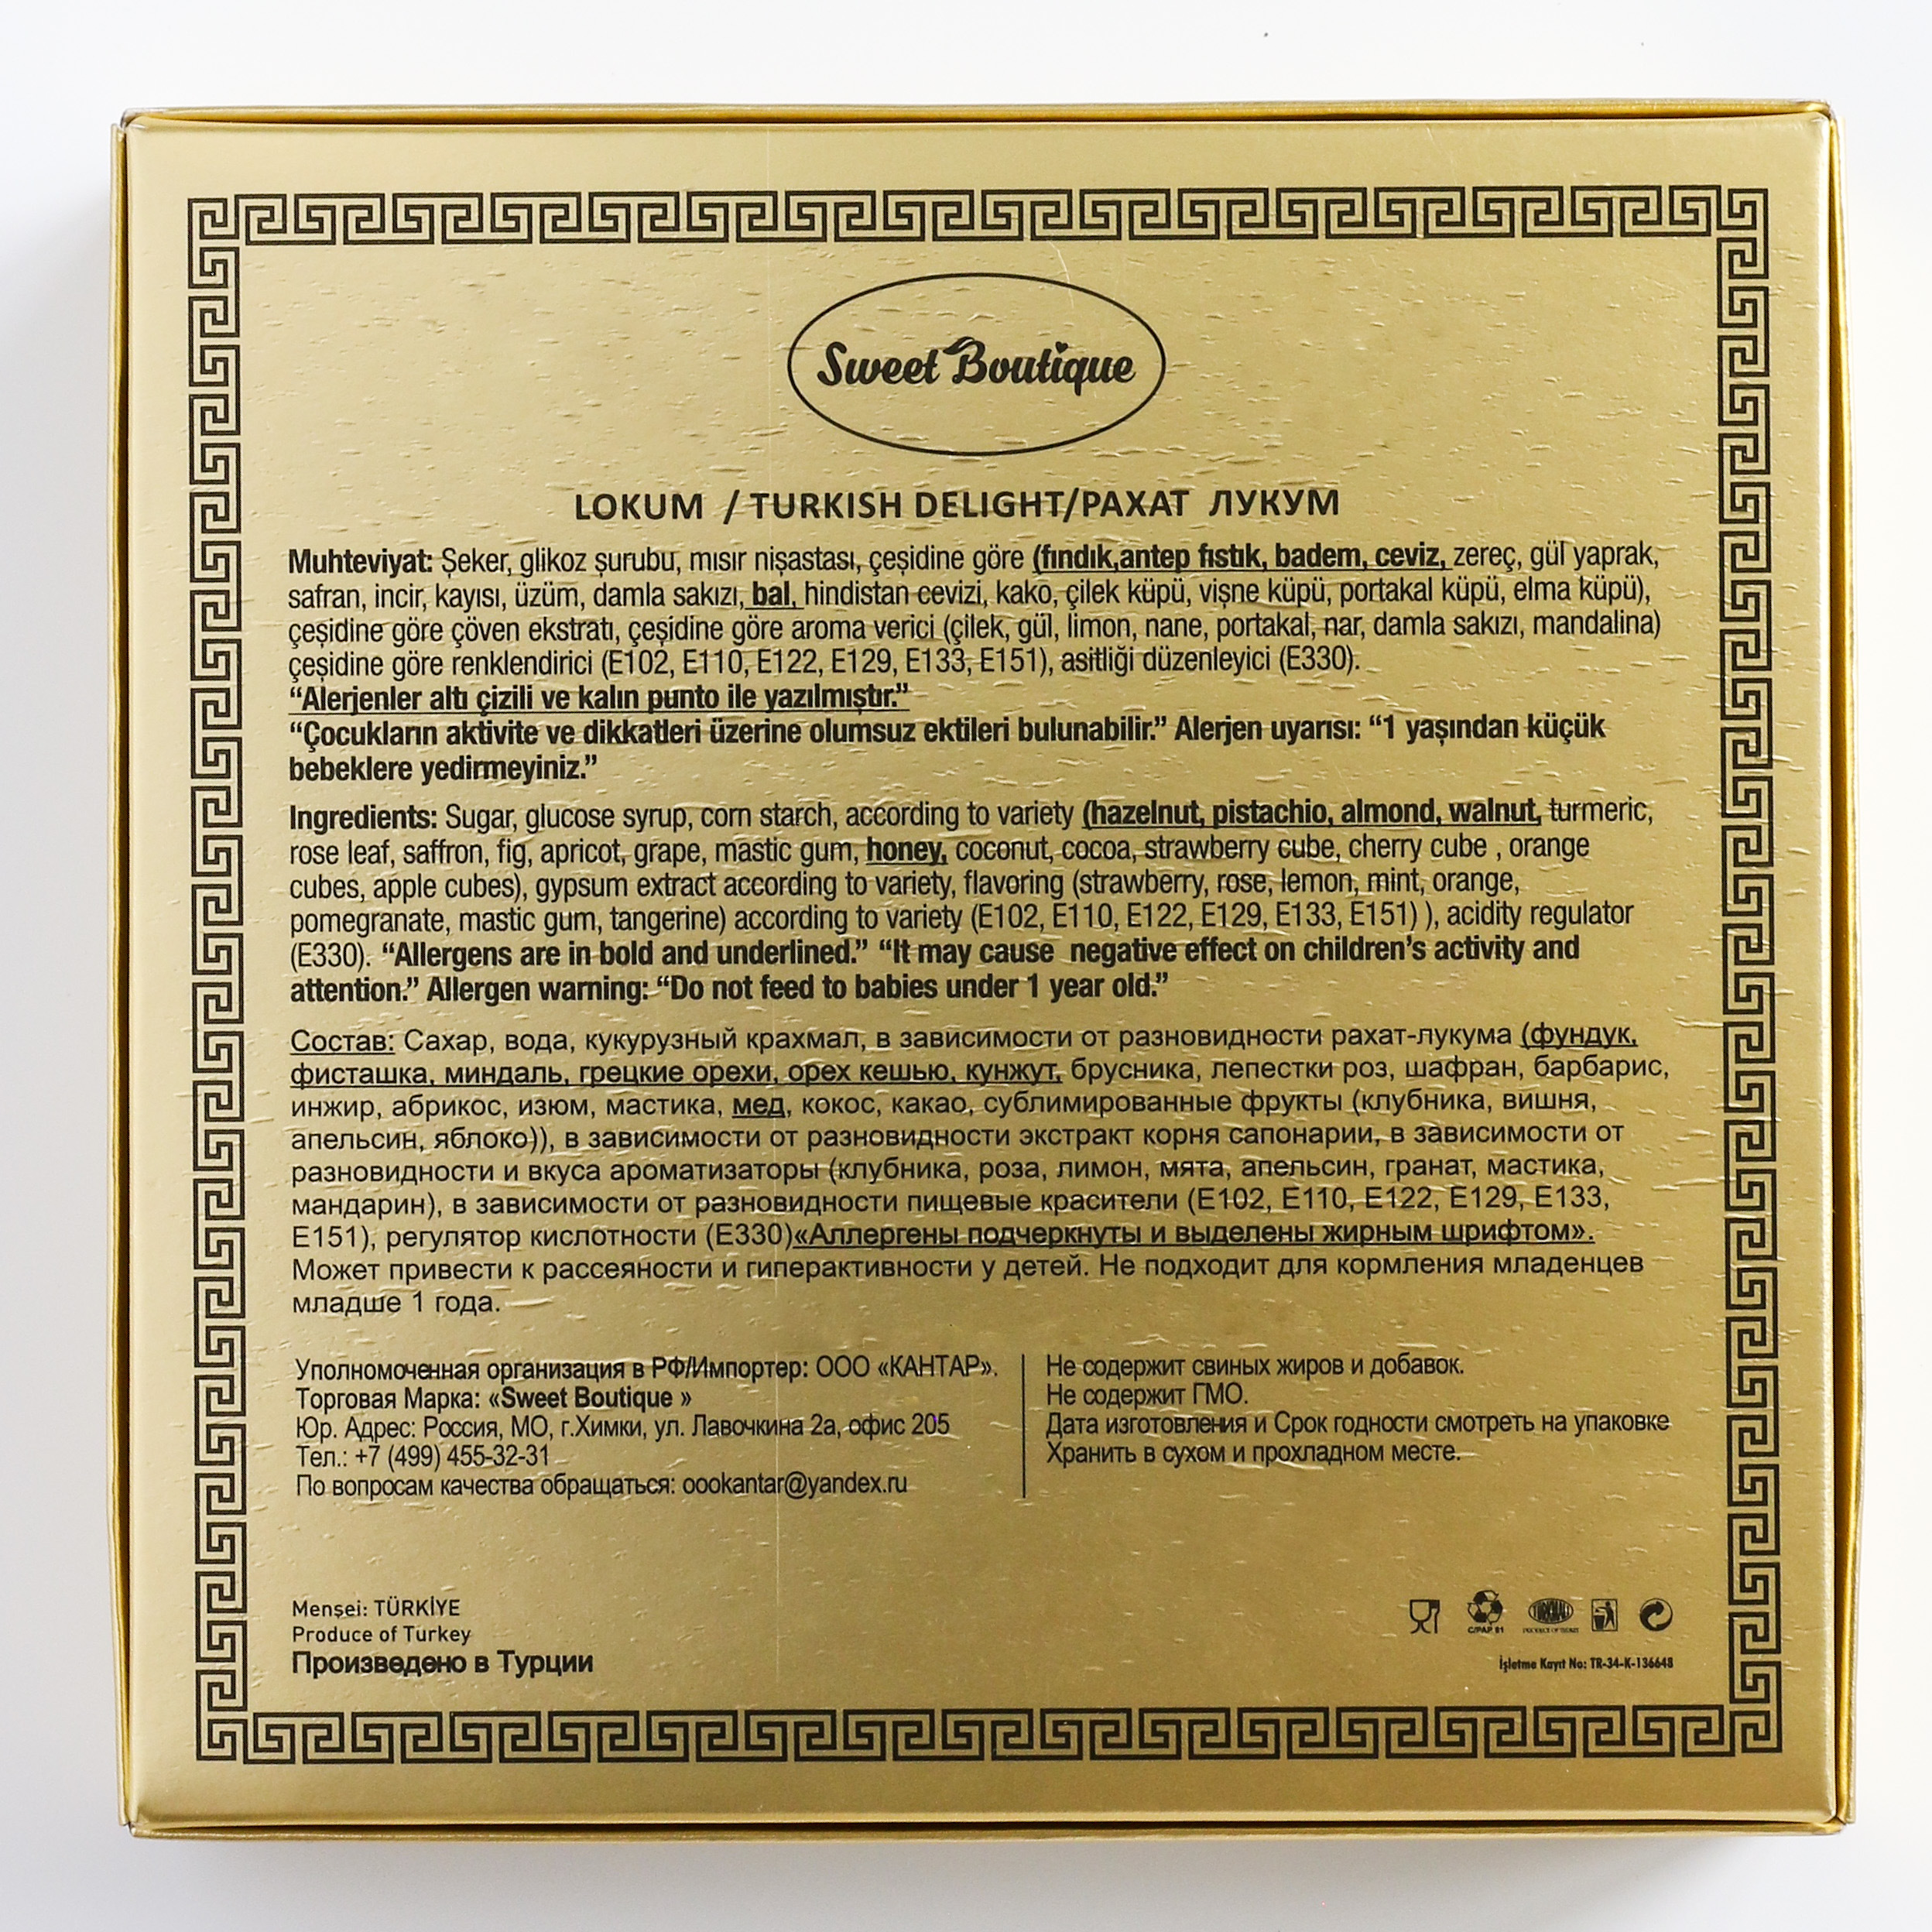 Sweet Boutique
LOKUM / TURKISH DELIGHT/РАХАТ ЛУКУМ
Muhteviyat: Şeker, glikoz şurubu, mısır nişastası, çeşidine göre (fındık,antep fıstık, badem, ceviz, zereç, gül yaprak,
safran, incir, kayısı, üzüm, damla sakızı, bal, hindistan cevizi, kako, çilek küpü, vişne küpü, portakal küpü, elma küpü),
çeşidine göre çöven ekstratı, çeşidine göre aroma verici (çilek, gül, limon, nane, portakal, nar, damla sakızı, mandalina)
çeşidine göre renklendirici (E102, E110, E122, E129, E133, E151), asitliği düzenleyici (E330).
“Alerjenler altı çizili ve kalın punto ile yazılmıştır.”
“Çocukların aktivite ve dikkatleri üzerine olumsuz ektileri bulunabilir.” Alerjen uyarısı: “1 yaşından küçük
bebeklere yedirmeyiniz.”
Ingredients: Sugar, glucose syrup, corn starch, according to variety (hazelnut, pistachio, almond, walnut, turmeric,
rose leaf, saffron, fig, apricot, grape, mastic gum, honey, coconut, cocoa, strawberry cube, cherry cube , orange
cubes, apple cubes), gypsum extract according to variety, flavoring (strawberry, rose, lemon, mint, orange,
pomegranate, mastic gum, tangerine) according to variety (E102, E110, E122, E129, E133, E151) ), acidity regulator
(E330). “Allergens are in bold and underlined.” “It may cause negative effect on children’s activity and
attention.” Allergen warning: “Do not feed to babies under 1 year old.”
Состав: Сахар, вода, кукурузный крахмал, в зависимости от разновидности рахат-лукума (фундук,
фисташка, миндаль, грецкие орехи, орех кешью, кунжут, брусника, лепестки роз, шафран, барбарис,
инжир, абрикос, изюм, мастика, мед, кокос, какао, сублимированные фрукты (клубника, вишня,
апельсин, яблоко)), в зависимости от разновидности экстракт корня сапонарии, в зависимости от
разновидности и вкуса ароматизаторы (клубника, роза, лимон, мята, апельсин, гранат, мастика,
мандарин), в зависимости от разновидности пищевые красители (E102, E110, E122, E129, E133,
E151), регулятор кислотности (E330)«Аллергены подчеркнуты и выделены жирным шрифтом».
Может привести к рассеяности и гиперактивности у детей. Не подходит для кормления младенцев
младше 1 года.
Уполномоченная организация в РФ/Импортер: ООО «КАНТАР».
Торговая Марка: «Sweet Boutique »
Юр. Адрес: Россия, МО, г.Химки, ул. Лавочкина 2а, офис 205
Тел.: +7 (499) 455-32-31
По вопросам качества обращаться: oookantar@yandex.ru
Не содержит свиных жиров и добавок.
Не содержит ГМО.
Дата изготовления и Срок годности смотреть на упаковке
Хранить в сухом и прохладном месте.
Menşei: TÜRKİYE
Produce of Turkey
Произведено в Турции
C/PAP 81
TURKMALI
PRODUCT OF TURKEY
İşletme Kayıt No: TR-34-K-136648